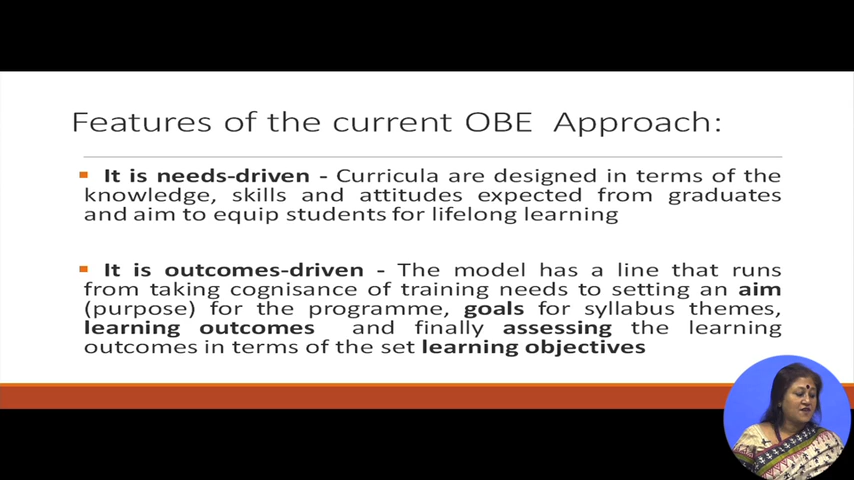 Features of the current OBE Approach:
It is needs-driven - Curricula are designed in terms of the
knowledge, skills and attitudes expected from graduates
and aim to equip students for lifelong learning
It is outcomes-driven - The model has a line that runs
from taking cognisance of training needs to setting an aim
(purpose) for the programme, goals for syllabus themes,
learning outcomes and finally assessing the learning
outcomes in terms of the set learning objectives